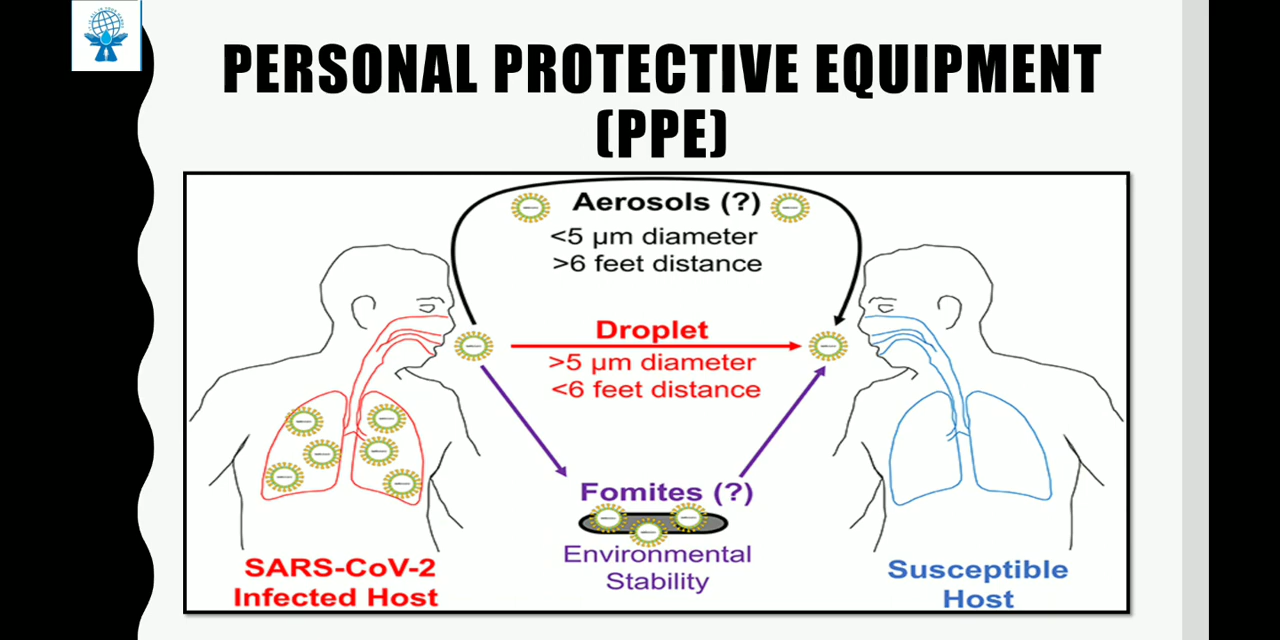 PERSONAL PROTECTIVE EQUIPMENT
(PPE)
Aerosols (?)
<5 µm diameter
>6 feet distance
Droplet
>5 µm diameter
<6 feet distance
Fomites (?)
Environmental
Stability
SARS-CoV-2
Infected Host
Susceptible
Host